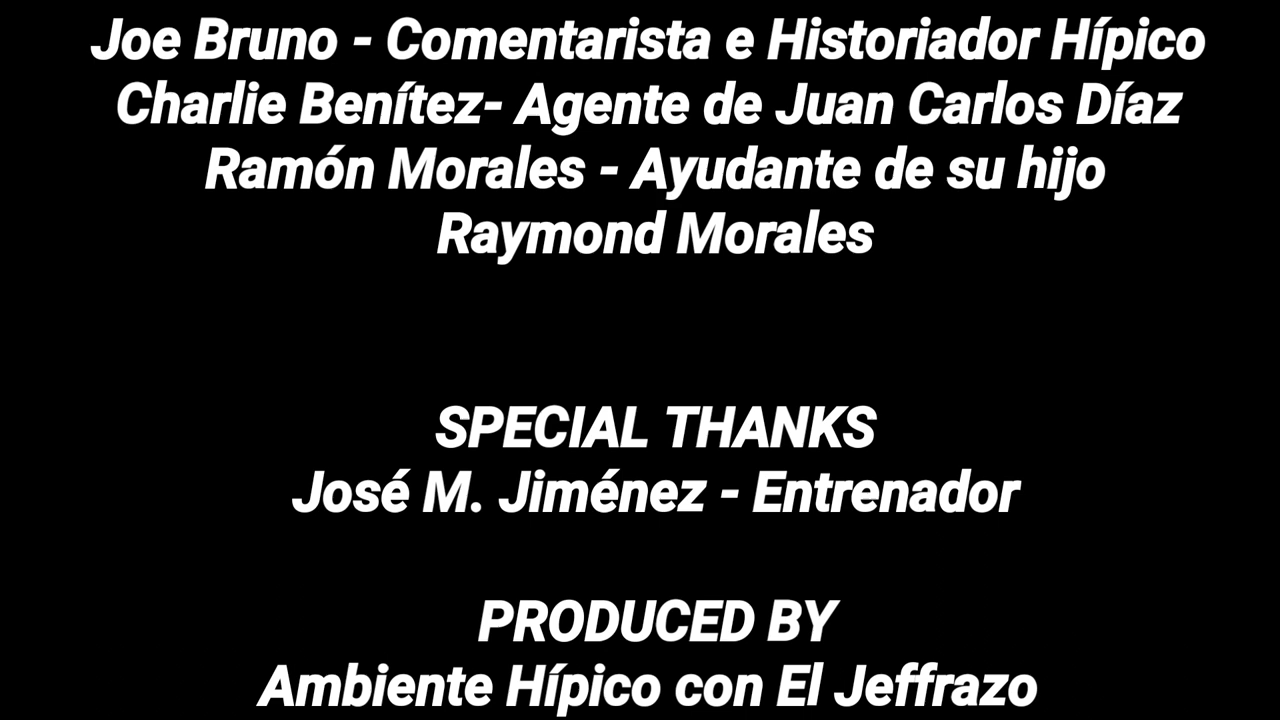 Joe Bruno - Comentarista e Historiador Hípico
Charlie Benítez- Agente de Juan Carlos Díaz
Ramón Morales - Ayudante de su hijo
Raymond Morales
SPECIAL THANKS
José M. Jiménez - Entrenador
PRODUCED BY
Ambiente Hípico con El Jeffrazo